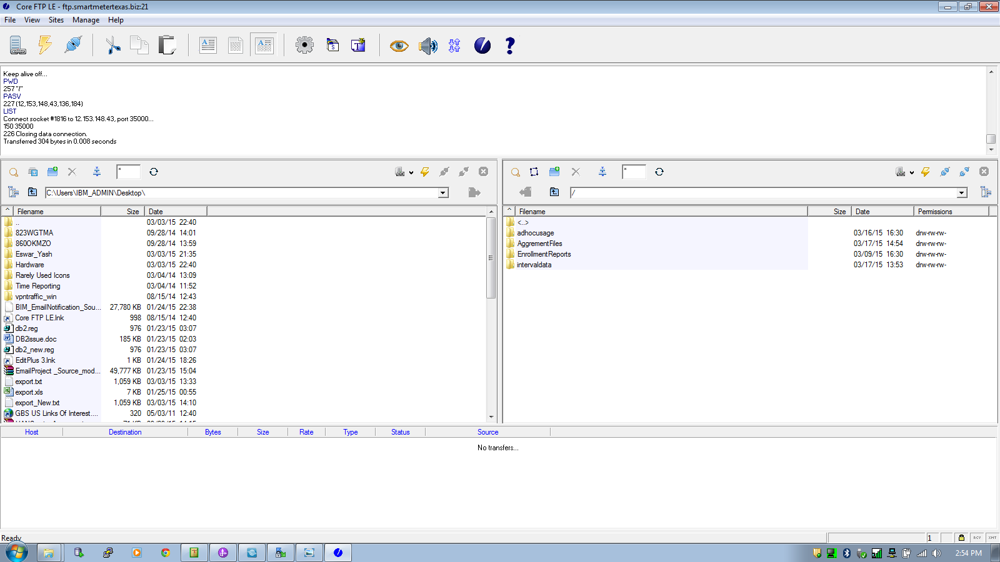 Core FTP LE - ftp.smartmetertexas.biz:21
File View Sites Manage Help
Keep alive off...
PWD
257 "/"
PASV
227 (12,153,148,43,136,184)
LIST
Connect socket #1816 to 12.153.148.43, port 35000...
150 35000
226 Closing data connection.
Transferred 304 bytes in 0.008 seconds
*
C:\Users\IBM_ADMIN\Desktop\
Filename Size Date
.. 03/03/15 22:40
823WGTMA 09/28/14 14:01
860OKMZO 09/28/14 13:59
Eswar_Yash 03/03/15 21:35
Hardware 03/03/15 22:40
Rarely Used Icons 03/04/14 13:09
Time Reporting 03/04/14 11:52
vpntraffic_win 08/15/14 12:43
BIM_EmailNotification_Sou... 27,780 KB 01/24/15 22:38
Core FTP LE.lnk 998 08/15/14 12:40
db2.reg 976 01/23/15 03:07
DB2issue.doc 185 KB 01/23/15 02:03
db2_new.reg 976 01/23/15 03:07
EditPlus 3.lnk 1 KB 01/24/15 18:26
EmailProject _Source_mod... 49,777 KB 01/23/15 15:04
export.txt 1,059 KB 03/03/15 13:33
export.xls 7 KB 01/25/15 00:55
export_New.txt 1,059 KB 03/03/15 14:10
GBS US Links Of Interest.... 320 05/03/11 12:40
*
/
Filename Size Date Permissions
<..>
adhocusage 03/16/15 16:30 drw-rw-rw-
AggrementFiles 03/17/15 14:54 drw-rw-rw-
EnrollmentReports 03/09/15 16:30 drw-rw-rw-
intervaldata 03/17/15 13:53 drw-rw-rw-
Host Destination Bytes Size Rate Type Status Source
No transfers...
Ready
1
RCV XMT
2:54 PM